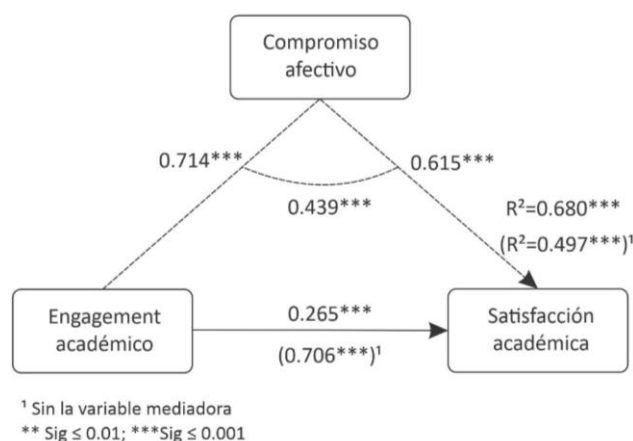 Compromiso
afectivo
0.714***
0.615***
0.439***
R²=0.680***
(R²=0.497***)¹
Engagement
académico
0.265***
(0.706***)¹
Satisfacción
académica
¹ Sin la variable mediadora
** Sig ≤ 0.01; ***Sig ≤ 0.001